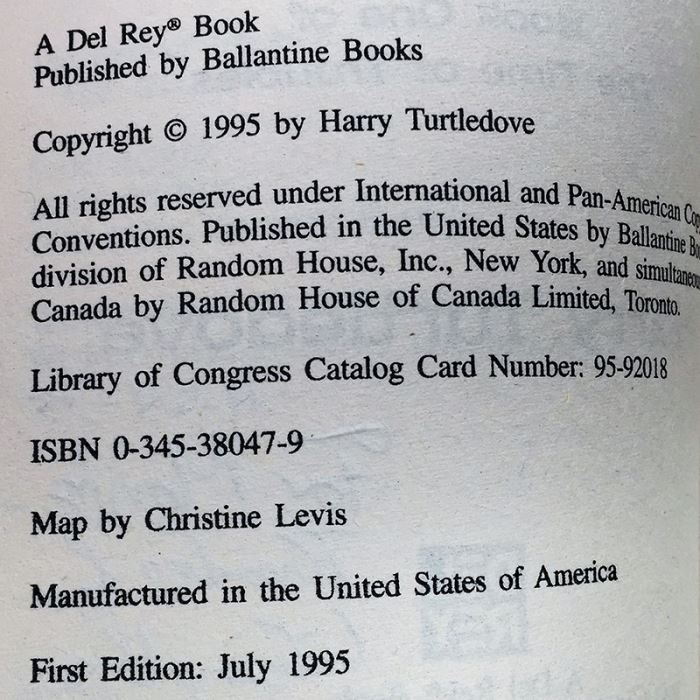 A Del Rey® Book
Published by Ballantine Books
Copyright © 1995 by Harry Turtledove
All rights reserved under International and Pan-American
Conventions. Published in the United States by Ballantine
division of Random House, Inc., New York, and
Canada by Random House of Canada Limited, Toronto.
Library of Congress Catalog Card Number: 95-92018
ISBN 0-345-38047-9
Map by Christine Levis
Manufactured in the United States of America
First Edition: July 1995